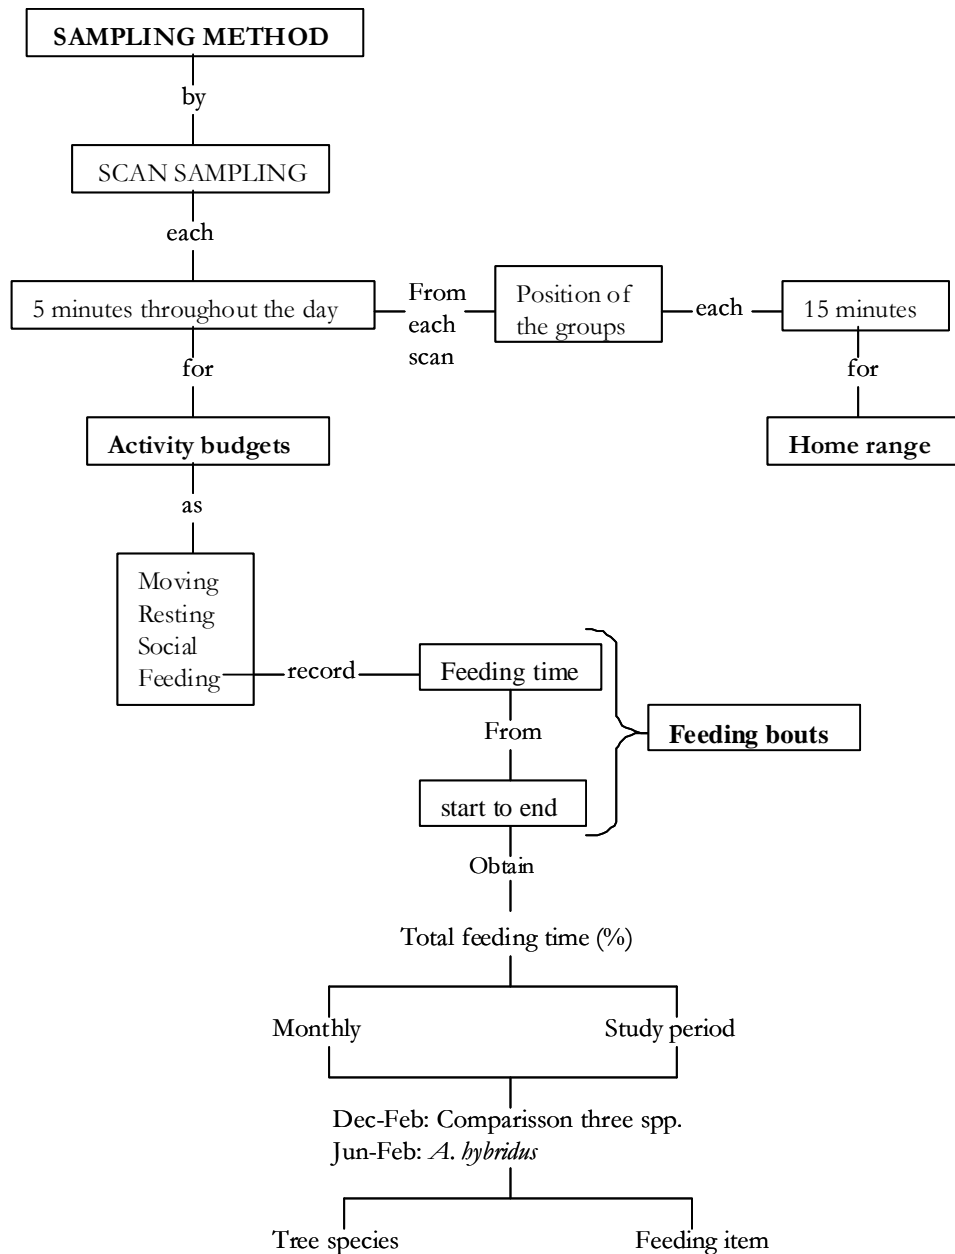 SAMPLING METHOD
by
SCAN SAMPLING
each
5 minutes throughout the day
From
each
scan
Position of
the groups
each
15 minutes
for
for
Activity budgets
Home range
as
Moving
Resting
Social
Feeding
record
Feeding time
From
Feeding bouts
start to end
Obtain
Total feeding time (%)
Monthly
Study period
Dec-Feb: Comparisson three spp.
Jun-Feb: A. hybridus
Tree species
Feeding item